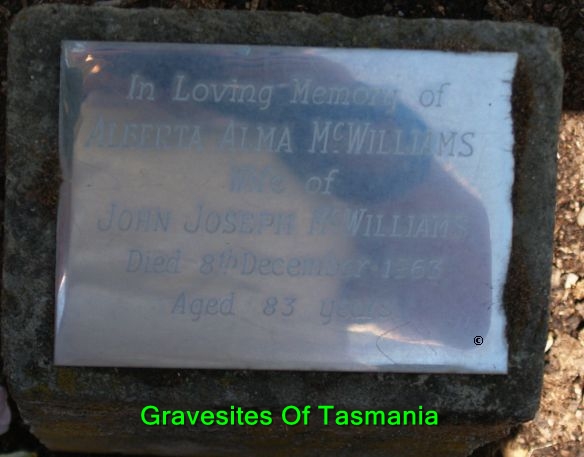 In Loving Memory of
ALBERTA ALMA McWILLIAMS
Wife of
JOHN JOSEPH McWILLIAMS
Died 8th December 1963
Aged 83 years
©
Gravesites Of Tasmania